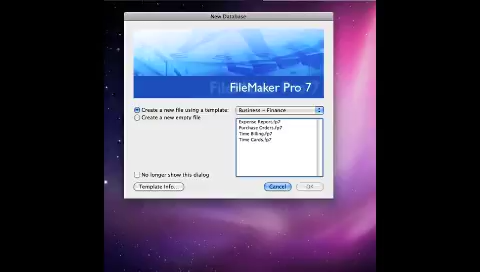 New Database
FileMaker Pro 7
Create a new file using a template:
Business – Finance
Create a new empty file
Expense Report.fp7
Purchase Orders.fp7
Time Billing.fp7
Time Cards.fp7
No longer show this dialog
Template Info...
Cancel
OK